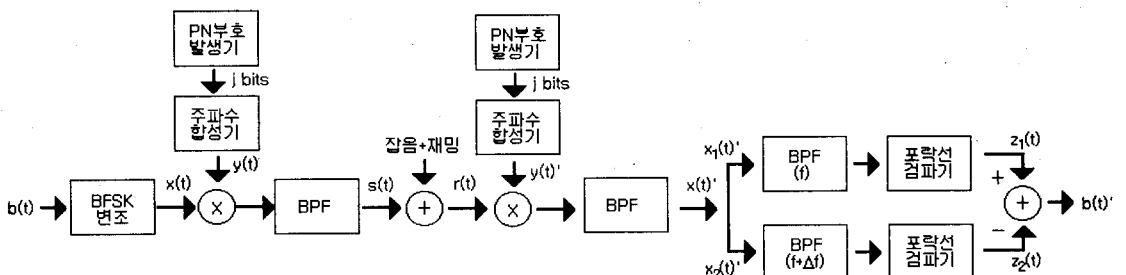 PN부호
발생기
j bits
주파수
합성기
y(t)
b(t)
BFSK
변조
x(t)
X
BPF
s(t)
잡음+재밍
+
r(t)
PN부호
발생기
j bits
주파수
합성기
y(t)'
X
BPF
x(t)'
x₁(t)'
BPF
(f)
포락선
검파기
z₁(t)
+
+
b(t)'
−
x₂(t)'
BPF
(f+Δf)
포락선
검파기
z₂(t)